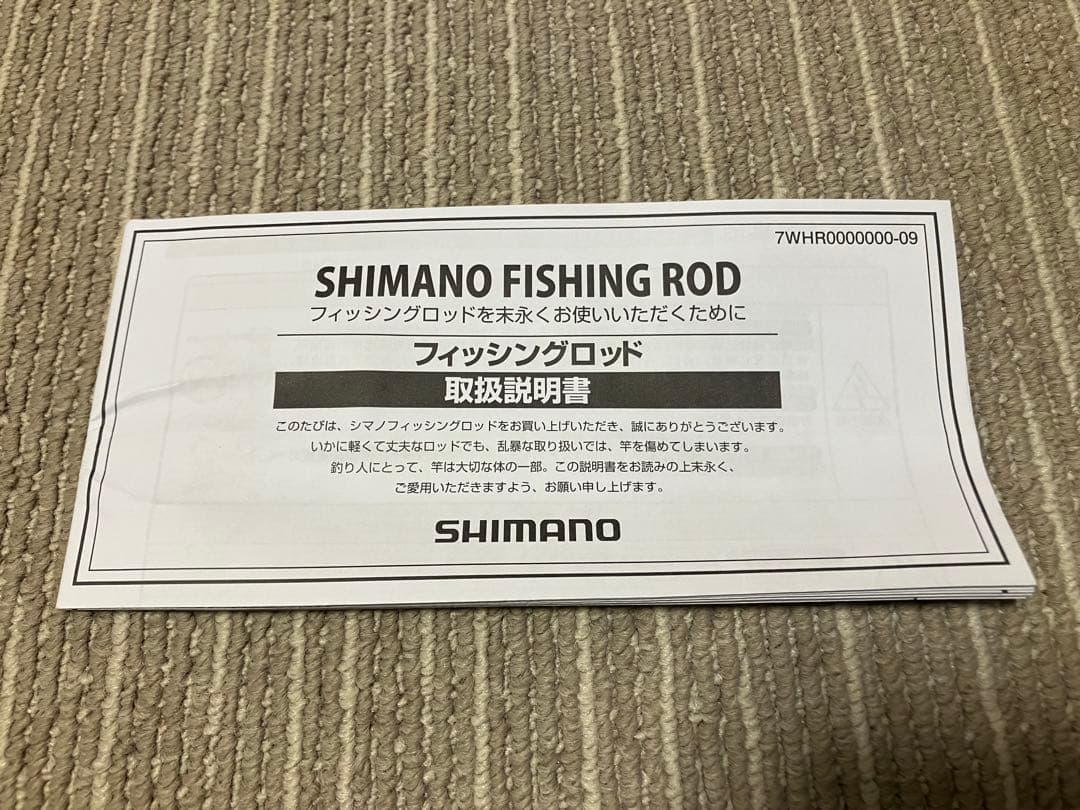 7WHR0000000-09
SHIMANO FISHING ROD
フィッシングロッドを末永くお使いいただくために
フィッシングロッド
取扱説明書
このたびは、シマノフィッシングロッドをお買い上げいただき、誠にありがとうございます。
いかに軽くて丈夫なロッドでも、乱暴な取り扱いでは、竿を傷めてしまいます。
釣り人にとって、竿は大切な体の一部。この説明書をお読みの上末永く、
ご愛用いただきますよう、お願い申し上げます。
SHIMANO